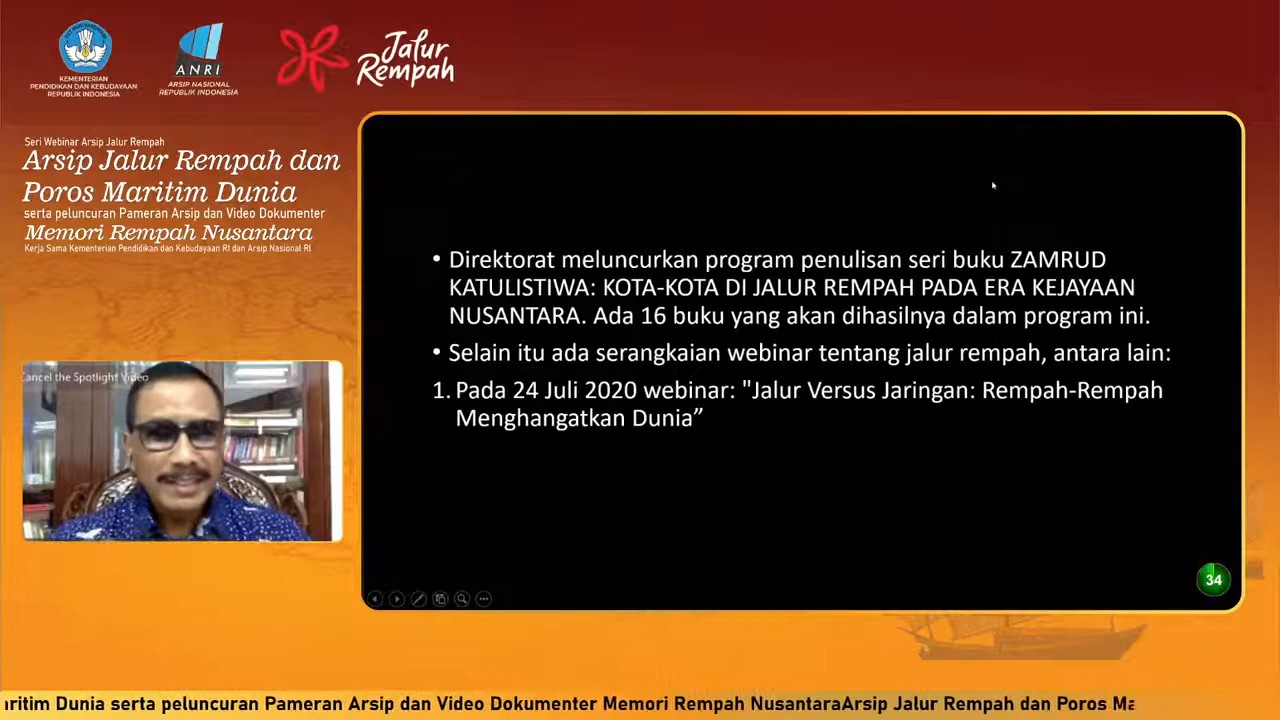 KEMENTERIAN
PENDIDIKAN DAN KEBUDAYAAN
REPUBLIK INDONESIA
ANRI
ARSIP NASIONAL
REPUBLIK INDONESIA
Jalur
Rempah
Seri Webinar Arsip Jalur Rempah
Arsip Jalur Rempah dan
Poros Maritim Dunia
serta peluncuran Pameran Arsip dan Video Dokumenter
Memori Rempah Nusantara
Kerja Sama Kementerian Pendidikan dan Kebudayaan RI dan Arsip Nasional RI
• Direktorat meluncurkan program penulisan seri buku ZAMRUD
KATULISTIWA: KOTA-KOTA DI JALUR REMPAH PADA ERA KEJAYAAN
NUSANTARA. Ada 16 buku yang akan dihasilnya dalam program ini.
• Selain itu ada serangkaian webinar tentang jalur rempah, antara lain:
1. Pada 24 Juli 2020 webinar: "Jalur Versus Jaringan: Rempah-Rempah
Menghangatkan Dunia”
Cancel the Spotlight Video
34
aritim Dunia serta peluncuran Pameran Arsip dan Video Dokumenter Memori Rempah NusantaraArsip Jalur Rempah dan Poros Ma